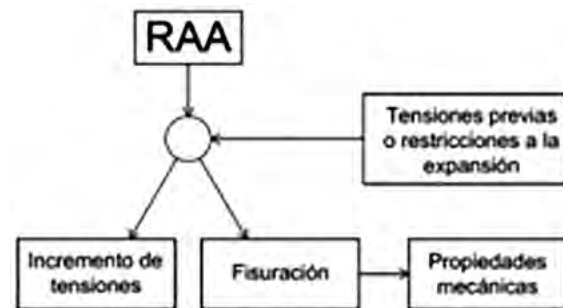 RAA
Tensiones previas
o restricciones a la
expansión
Incremento de
tensiones
Fisuración
Propiedades
mecánicas